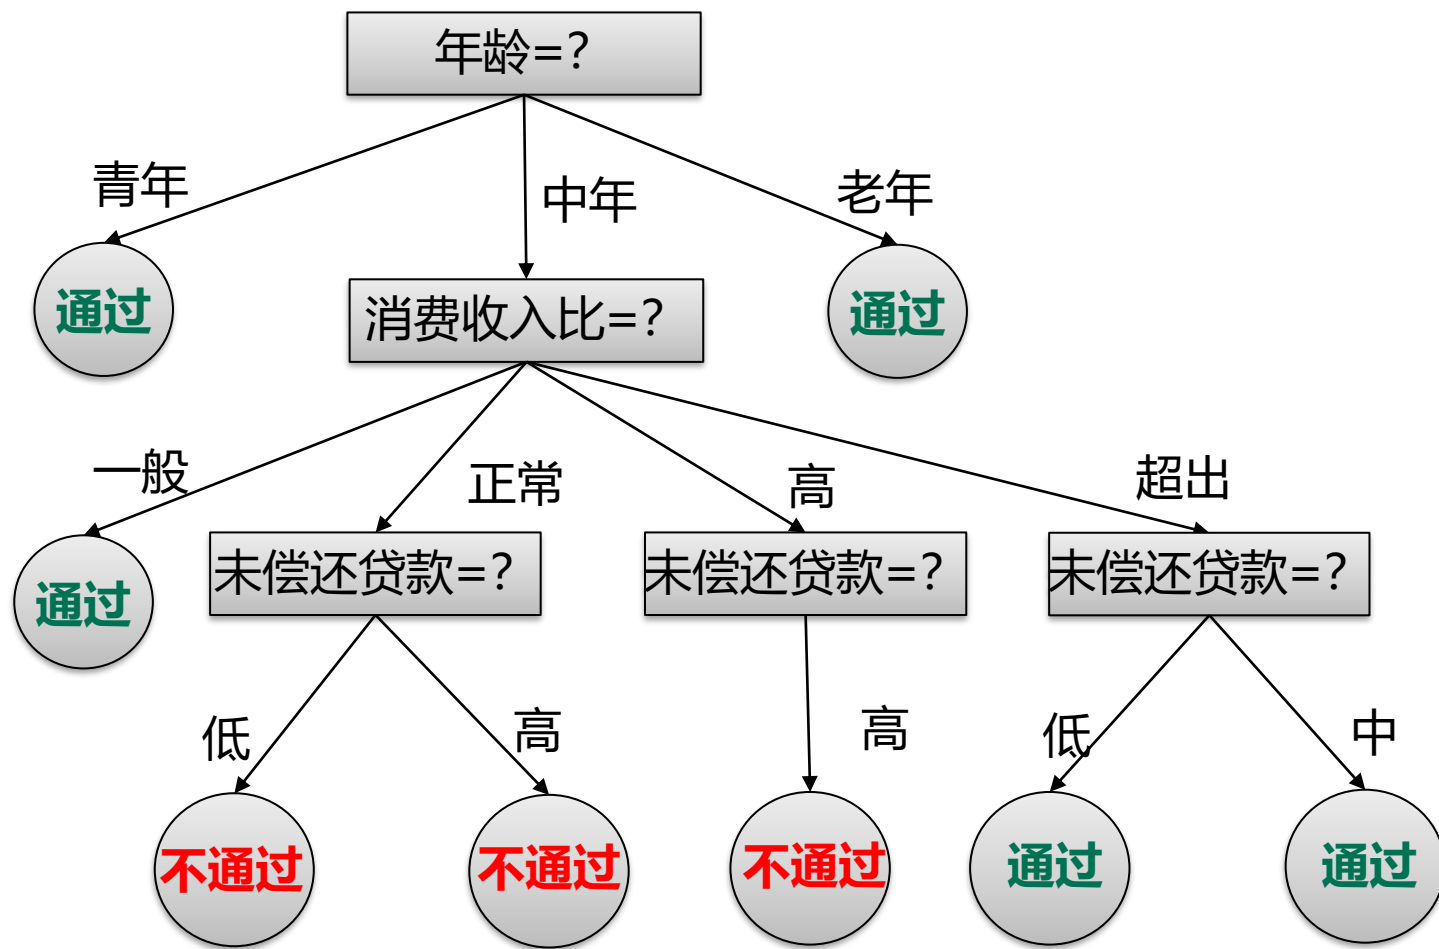 年龄=?
青年
中年
老年
通过
消费收入比=?
通过
一般
正常
高
超出
通过
未偿还贷款=?
未偿还贷款=?
未偿还贷款=?
低
高
高
低
中
不通过
不通过
不通过
通过
通过